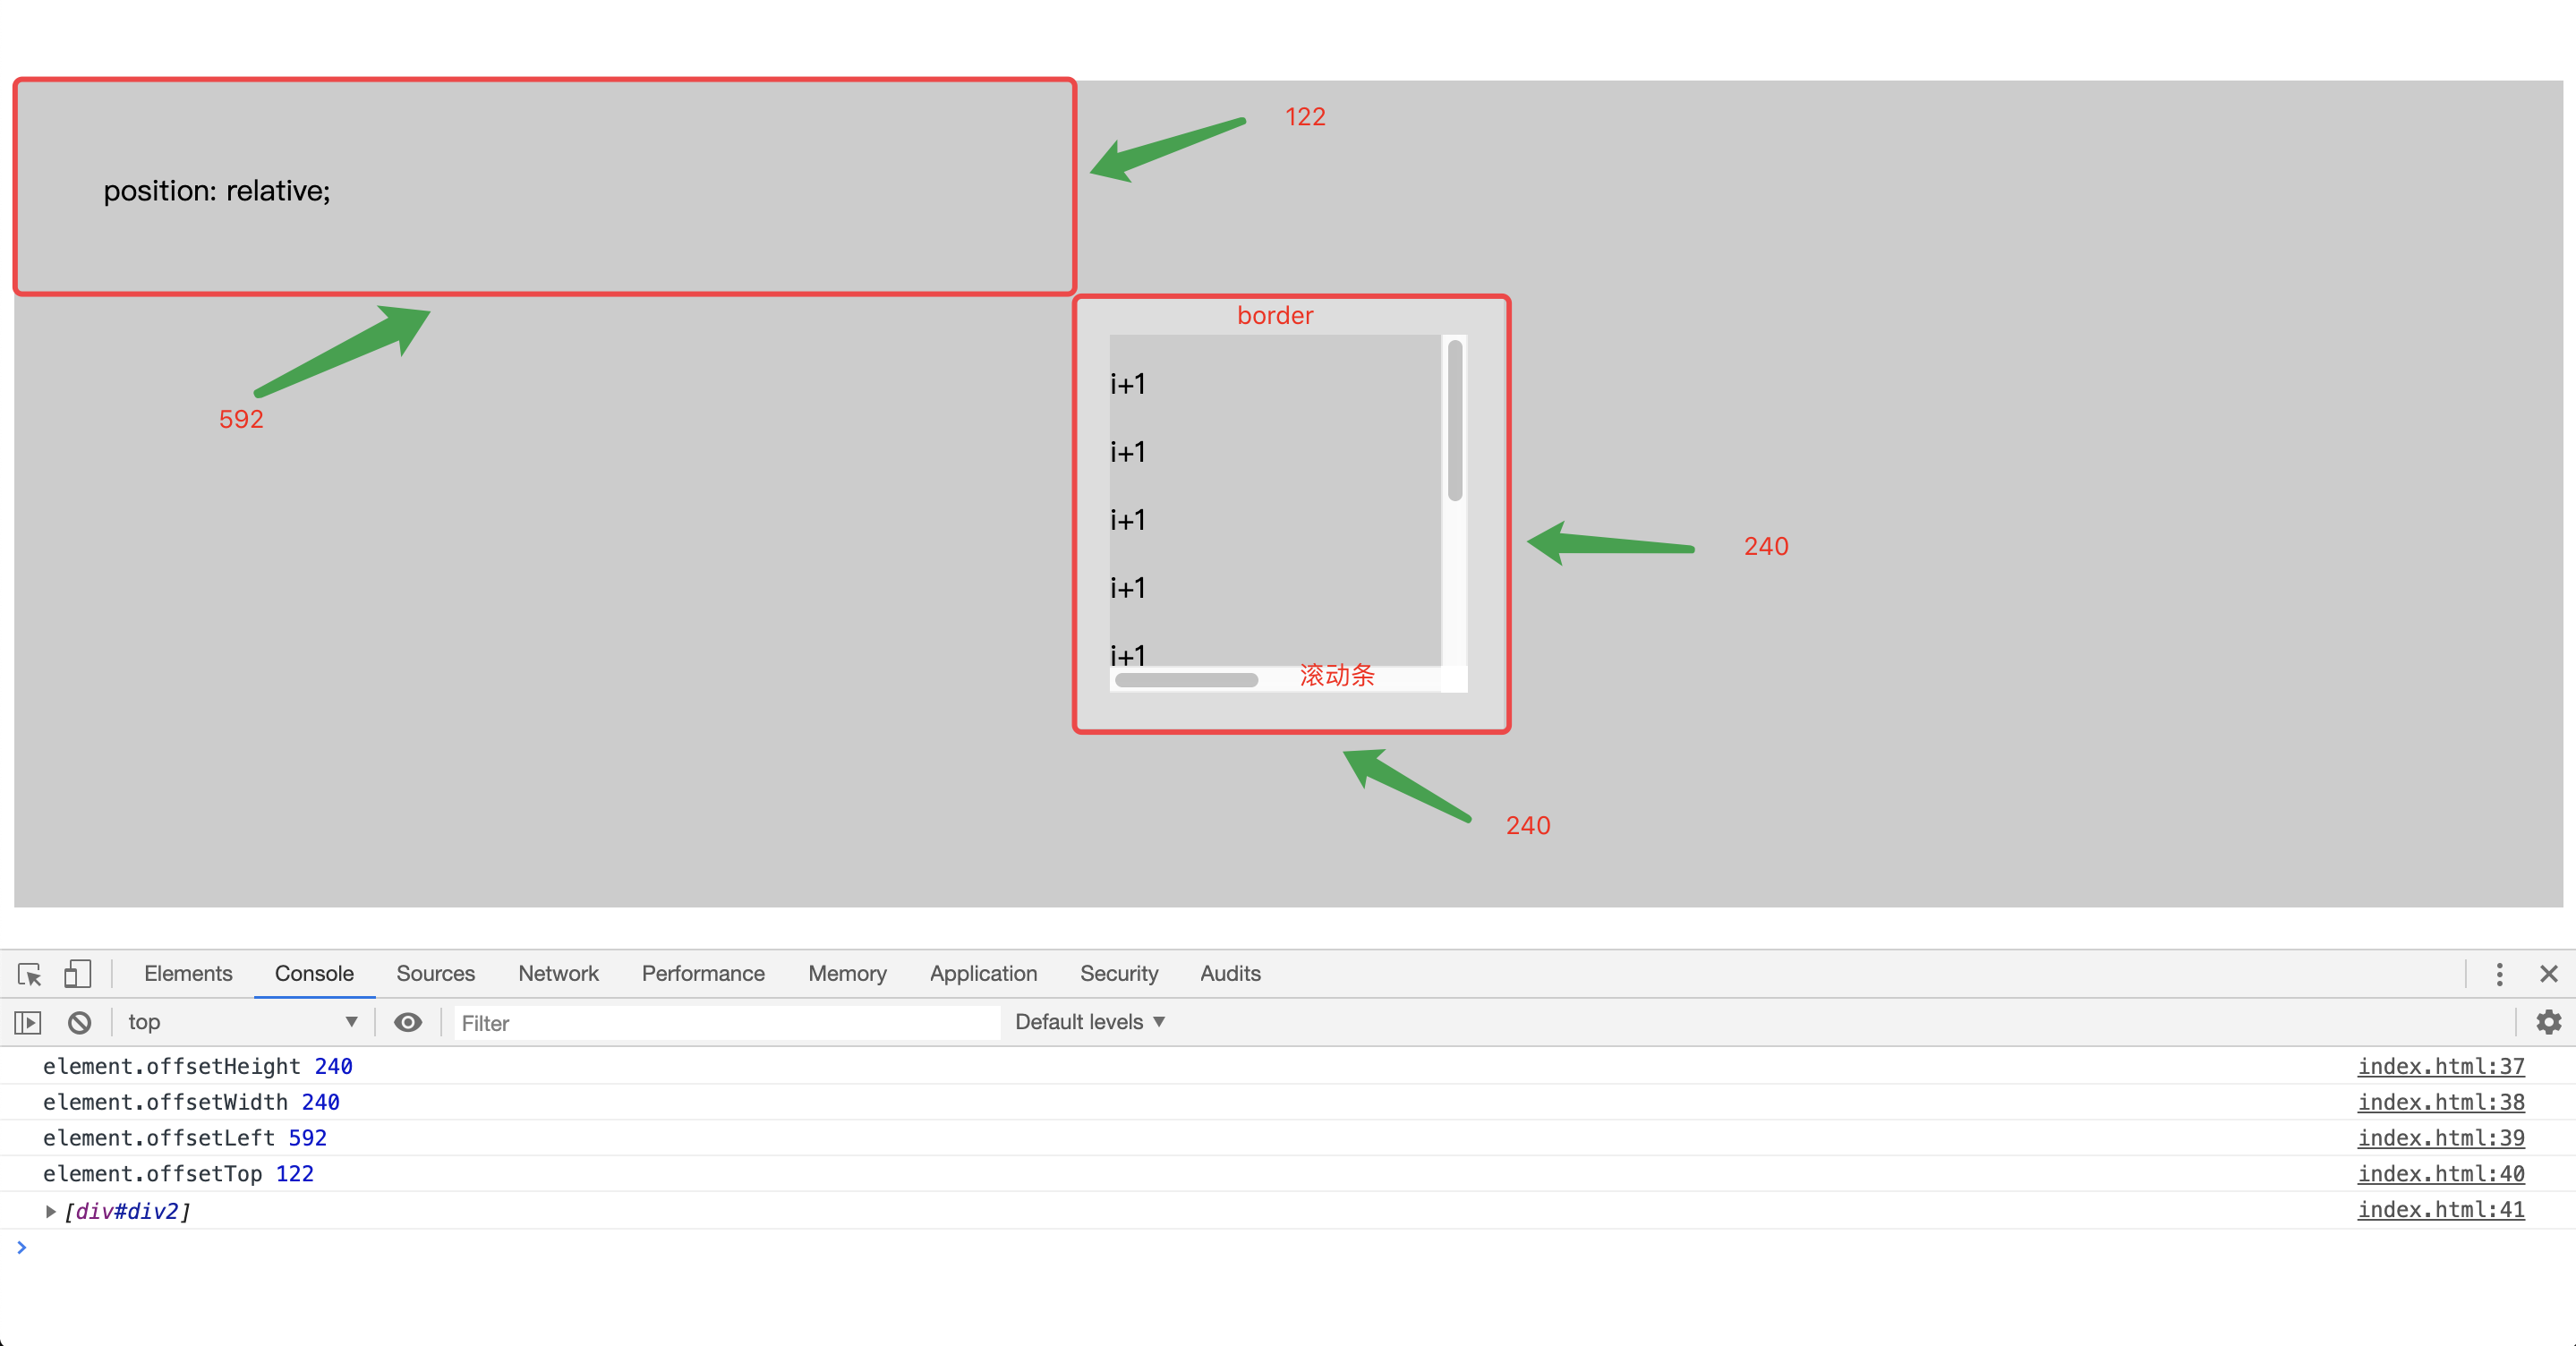 122
position: relative;
border
i+1
592
i+1
i+1
240
i+1
i+1
滚动条
240
Elements Console Sources Network Performance Memory Application Security Audits
top Filter Default levels
element.offsetHeight 240 index.html:37
element.offsetWidth 240 index.html:38
element.offsetLeft 592 index.html:39
element.offsetTop 122 index.html:40
[div#div2] index.html:41